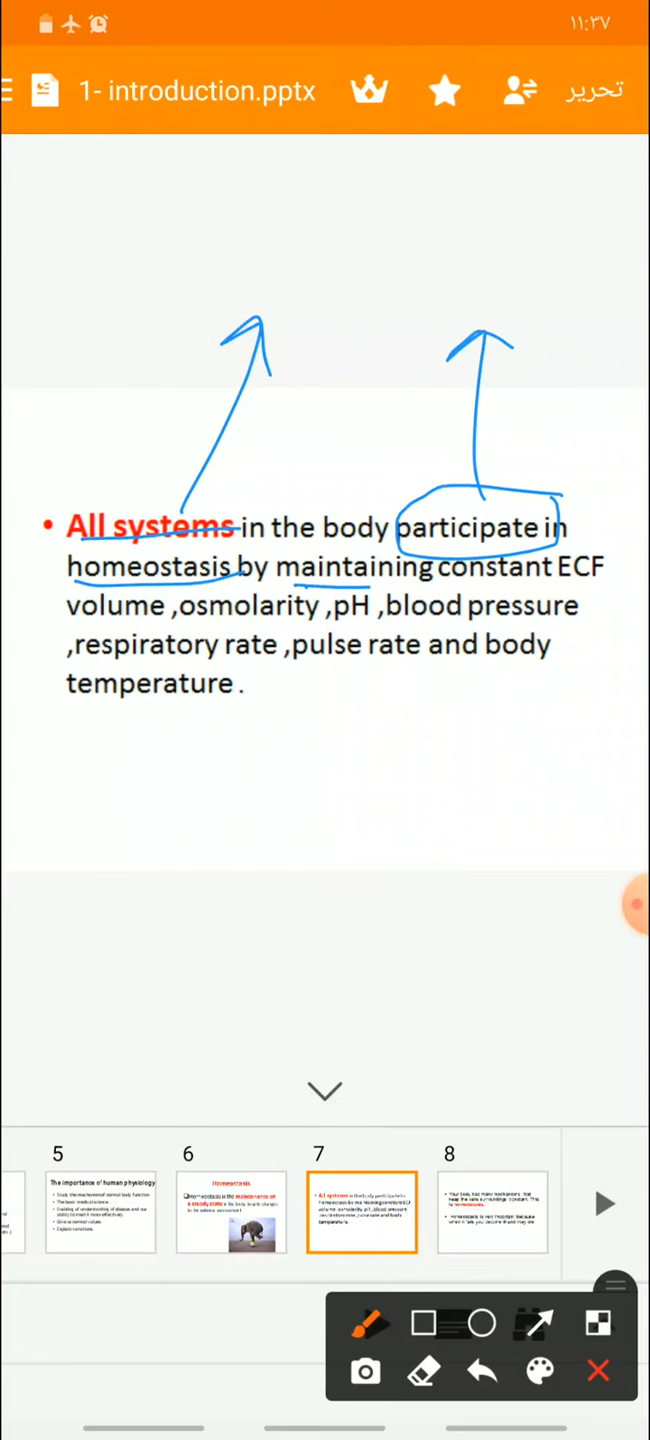 ١١:٣٧
1- introduction.pptx
تحرير
• All systems in the body participate in
homeostasis by maintaining constant ECF
volume ,osmolarity ,pH ,blood pressure
,respiratory rate ,pulse rate and body
temperature .
5
6
7
8
The importance of human physiology
Homeostasis